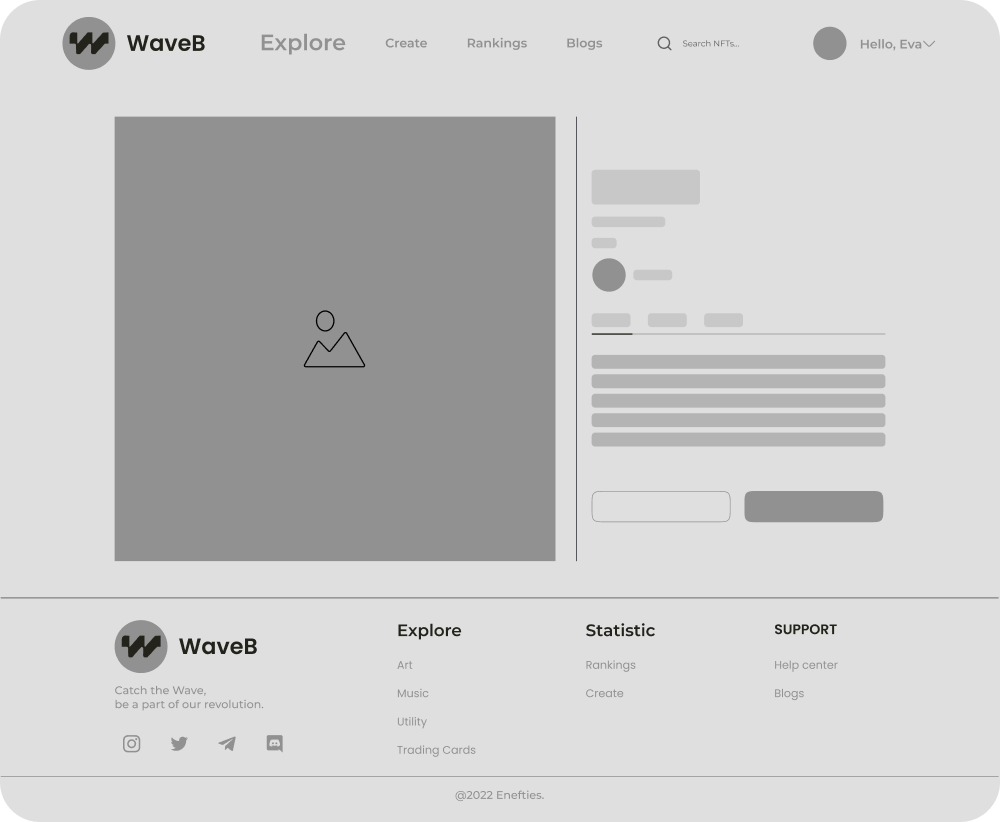 WaveB
Explore
Create
Rankings
Blogs
Search NFTs...
Hello, Eva
WaveB
Catch the Wave,
be a part of our revolution.
Explore
Art
Music
Utility
Trading Cards
Statistic
Rankings
Create
SUPPORT
Help center
Blogs
@2022 Enefties.